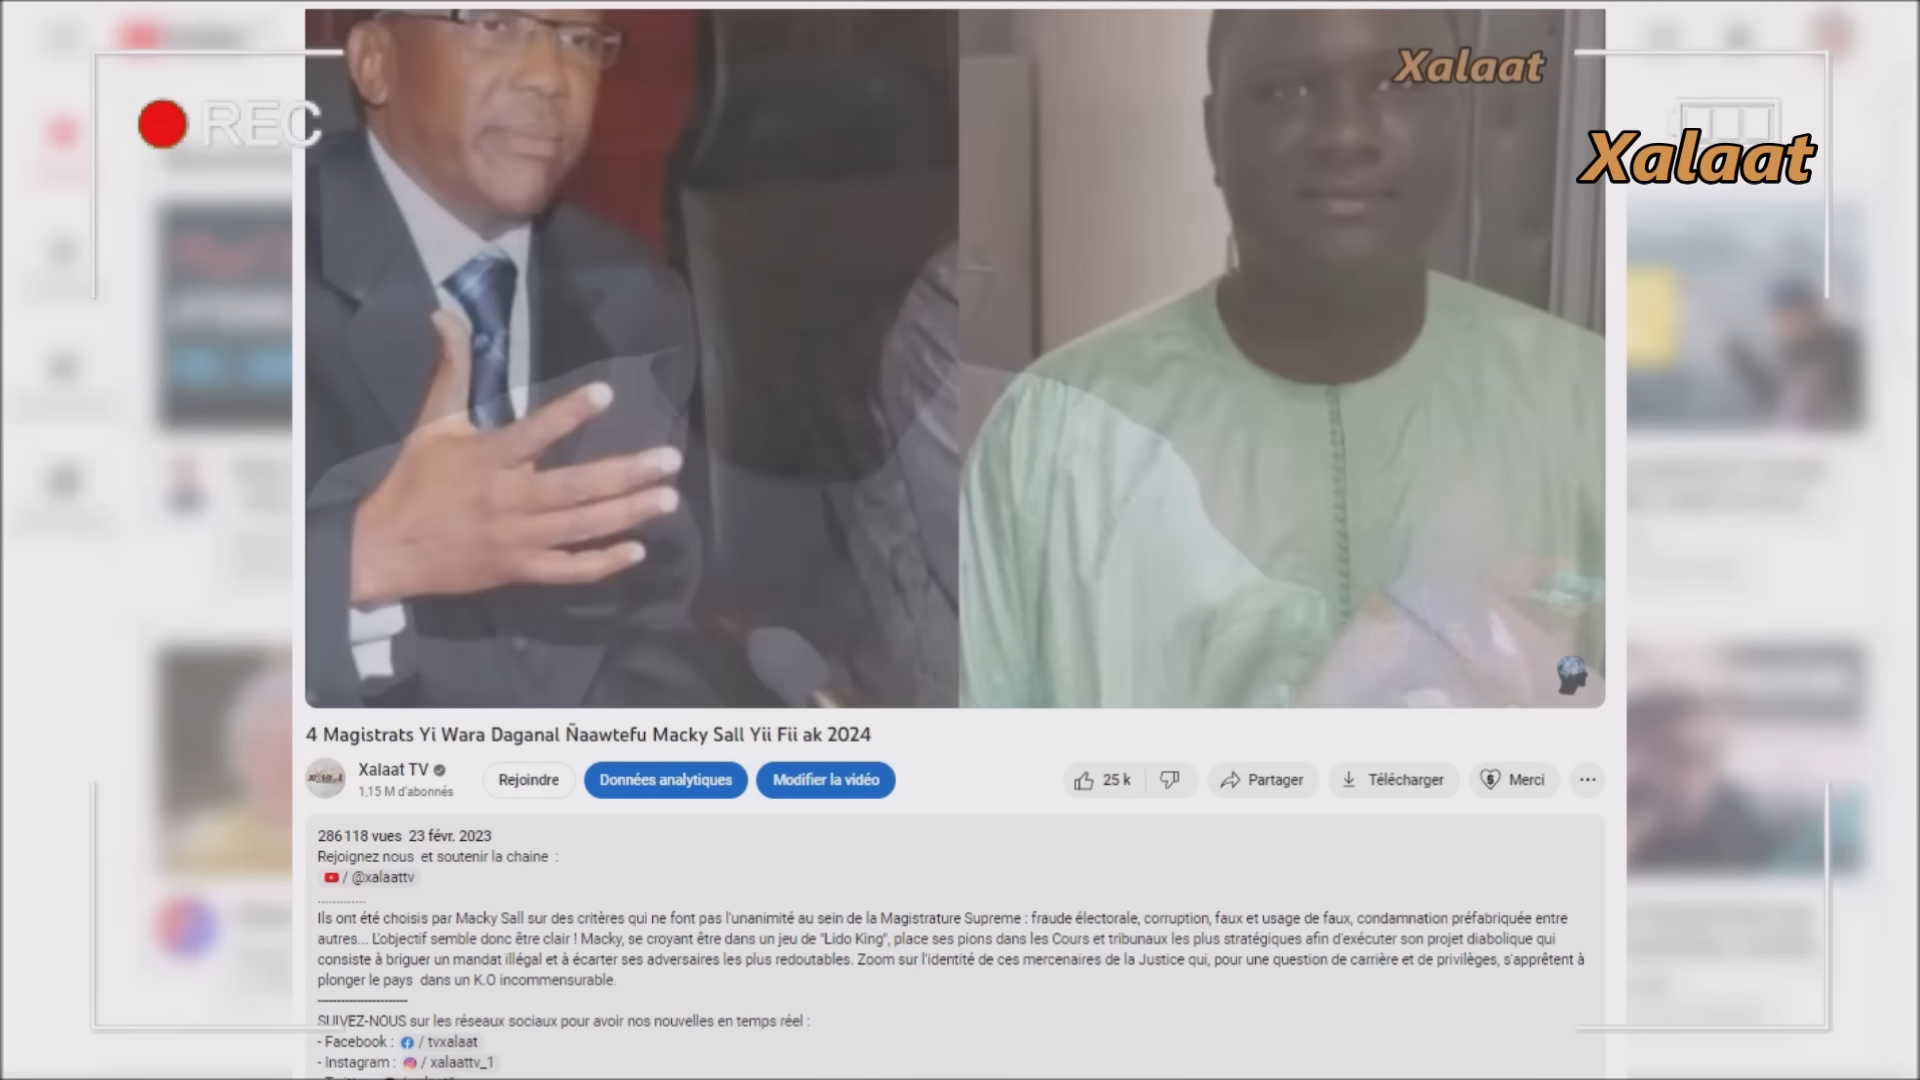 Xalaat
REC
Xalaat
4 Magistrats Yi Wara Daganal Ñaawtefu Macky Sall Yii Fii ak 2024
Xalaat TV
1,15 M d'abonnés
Rejoindre
Données analytiques
Modifier la vidéo
25 k
Partager
Télécharger
Merci
286 118 vues 23 févr. 2023
Rejoignez nous et soutenir la chaine :
/ @xalaattv
.............
Ils ont été choisis par Macky Sall sur des critères qui ne font pas l'unanimité au sein de la Magistrature Supreme : fraude électorale, corruption, faux et usage de faux, condamnation préfabriquée entre
autres... L'objectif semble donc être clair ! Macky, se croyant être dans un jeu de "Lido King", place ses pions dans les Cours et tribunaux les plus stratégiques afin d'exécuter son projet diabolique qui
consiste à briguer un mandat illégal et à écarter ses adversaires les plus redoutables. Zoom sur l'identité de ces mercenaires de la Justice qui, pour une question de carrière et de privilèges, s'apprêtent à
plonger le pays dans un K.O incommensurable.
-----------------------
SUIVEZ-NOUS sur les réseaux sociaux pour avoir nos nouvelles en temps réel :
- Facebook : / tvxalaat
- Instagram : / xalaattv_1